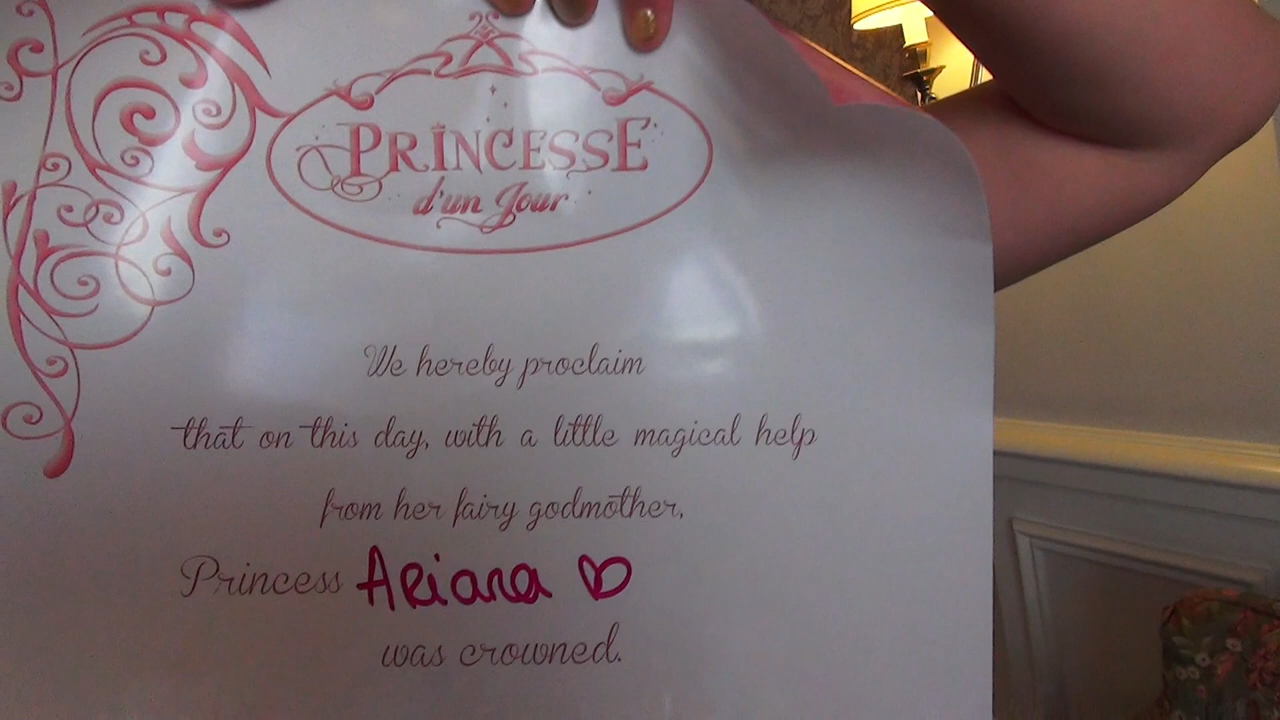 PRINCESSE
d'un Jour
We hereby proclaim
that on this day, with a little magical help
from her fairy godmother,
Princess Ariana ♡
was crowned.